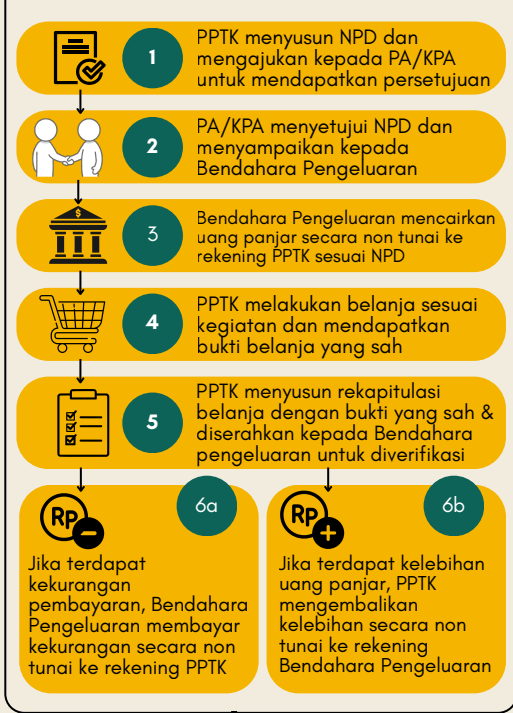 1
PPTK menyusun NPD dan
mengajukan kepada PA/KPA
untuk mendapatkan persetujuan
2
PA/KPA menyetujui NPD dan
menyampaikan kepada
Bendahara Pengeluaran
$
3
Bendahara Pengeluaran mencairkan
uang panjar secara non tunai ke
rekening PPTK sesuai NPD
4
PPTK melakukan belanja sesuai
kegiatan dan mendapatkan
bukti belanja yang sah
5
PPTK menyusun rekapitulasi
belanja dengan bukti yang sah &
diserahkan kepada Bendahara
pengeluaran untuk diverifikasi
6a
RP
Jika terdapat
kekurangan
pembayaran, Bendahara
Pengeluaran membayar
kekurangan secara non
tunai ke rekening PPTK
6b
RP
Jika terdapat kelebihan
uang panjar, PPTK
mengembalikan
kelebihan secara non
tunai ke rekening
Bendahara Pengeluaran